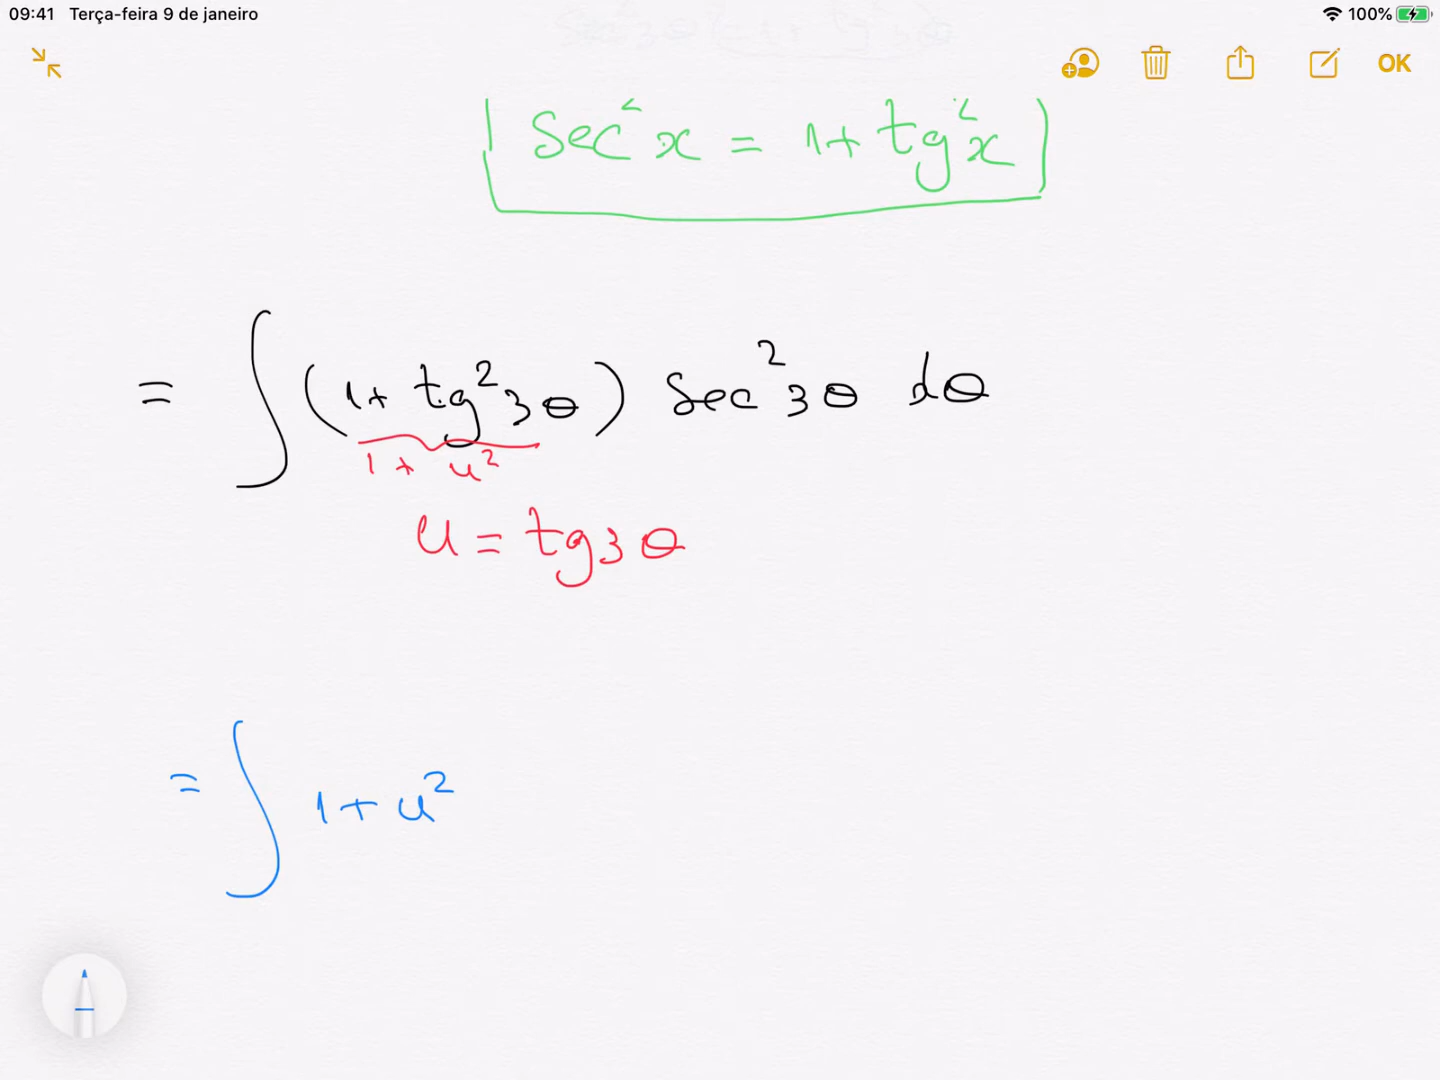 09:41 Terça-feira 9 de janeiro 100%
OK
sec²x = 1 + tg²x
= ∫ (1 + tg²3θ) sec²3θ dθ
1 + u²
u = tg3θ
= ∫ 1 + u²